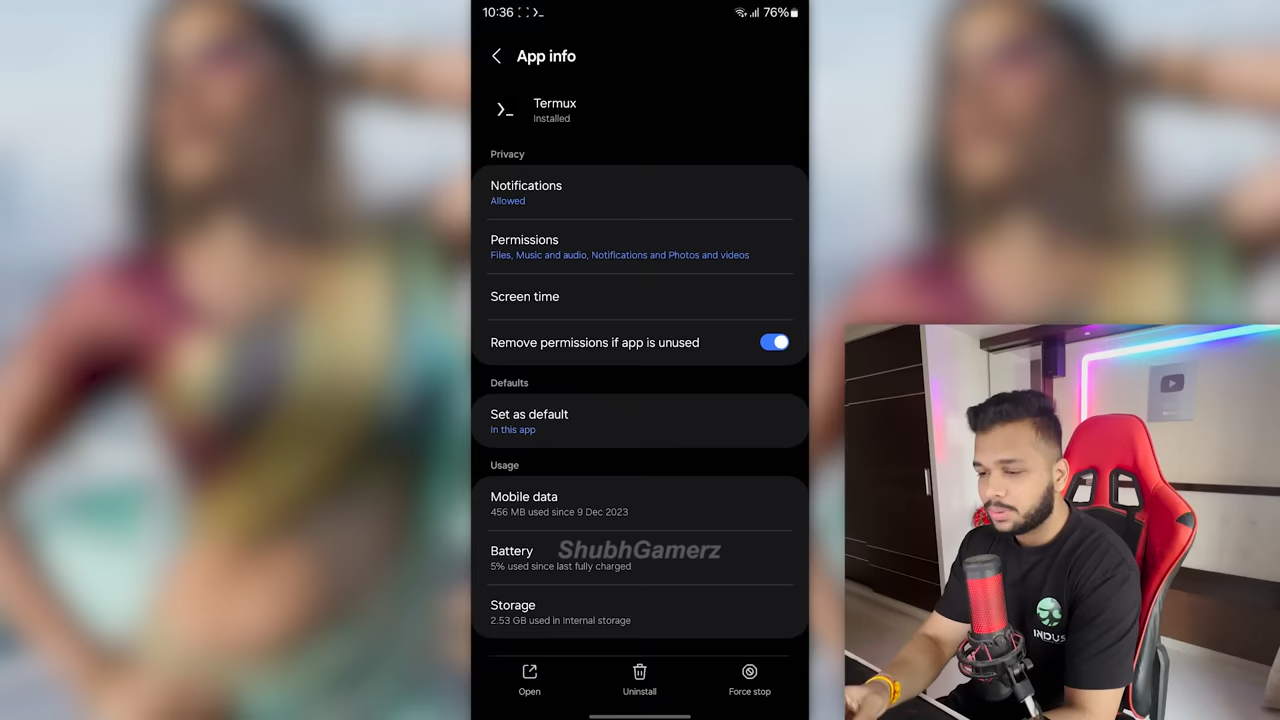 10:36
76%
App info
Termux
Installed
Privacy
Notifications
Allowed
Permissions
Files, Music and audio, Notifications and Photos and videos
Screen time
Remove permissions if app is unused
Defaults
Set as default
In this app
Usage
Mobile data
456 MB used since 9 Dec 2023
Battery
ShubhGamerz
5% used since last fully charged
Storage
2.53 GB used in Internal storage
Open
Uninstall
Force stop
INDUS